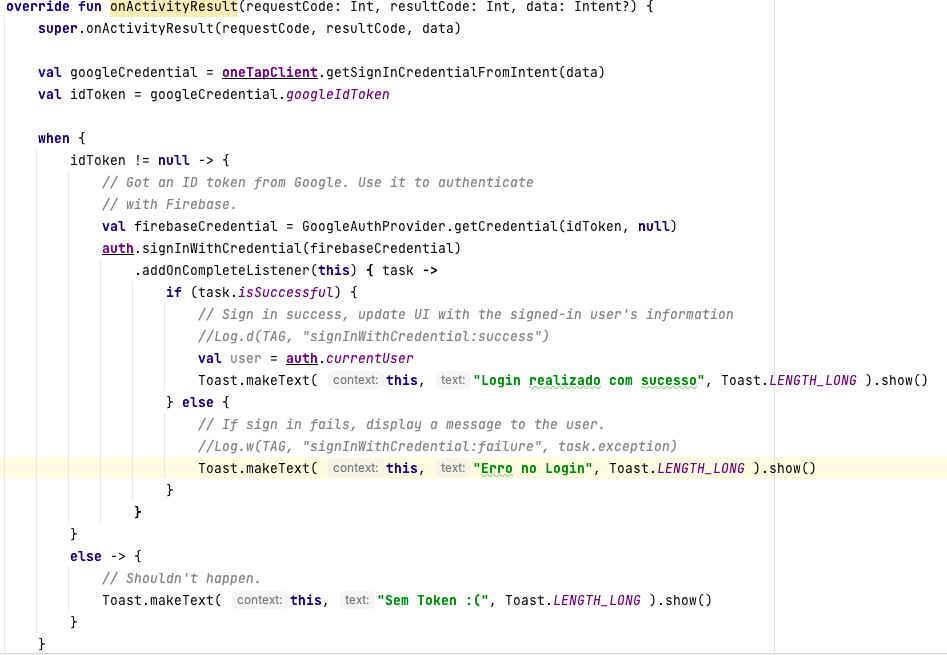 override fun onActivityResult(requestCode: Int, resultCode: Int, data: Intent?) {
    super.onActivityResult(requestCode, resultCode, data)

    val googleCredential = oneTapClient.getSignInCredentialFromIntent(data)
    val idToken = googleCredential.googleIdToken

    when {
        idToken != null -> {
            // Got an ID token from Google. Use it to authenticate
            // with Firebase.
            val firebaseCredential = GoogleAuthProvider.getCredential(idToken, null)
            auth.signInWithCredential(firebaseCredential)
                .addOnCompleteListener(this) { task ->
                    if (task.isSuccessful) {
                        // Sign in success, update UI with the signed-in user's information
                        //Log.d(TAG, "signInWithCredential:success")
                        val user = auth.currentUser
                        Toast.makeText( context: this, text: "Login realizado com sucesso", Toast.LENGTH_LONG ).show()
                    } else {
                        // If sign in fails, display a message to the user.
                        //Log.w(TAG, "signInWithCredential:failure", task.exception)
                        Toast.makeText( context: this, text: "Erro no Login", Toast.LENGTH_LONG ).show()
                    }
                }
        }
        else -> {
            // Shouldn't happen.
            Toast.makeText( context: this, text: "Sem Token :(", Toast.LENGTH_LONG ).show()
        }
    }